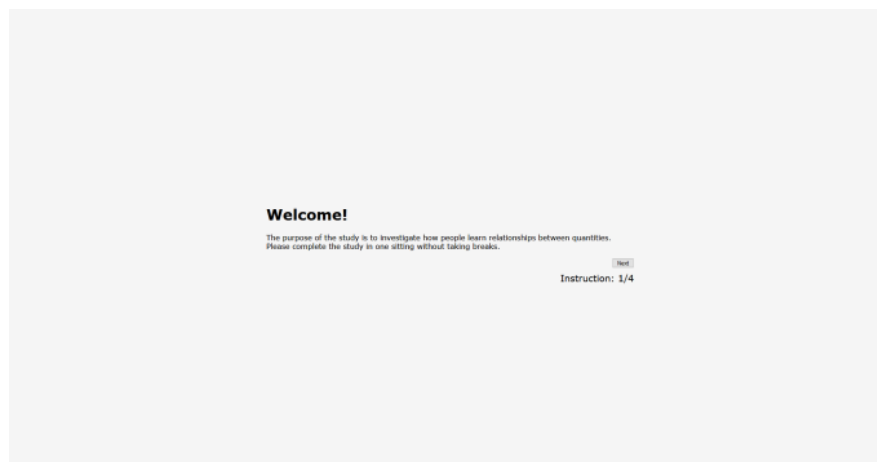 Welcome!
The purpose of the study is to investigate how people learn relationships between quantities.
Please complete the study in one sitting without taking breaks.
Next
Instruction: 1/4